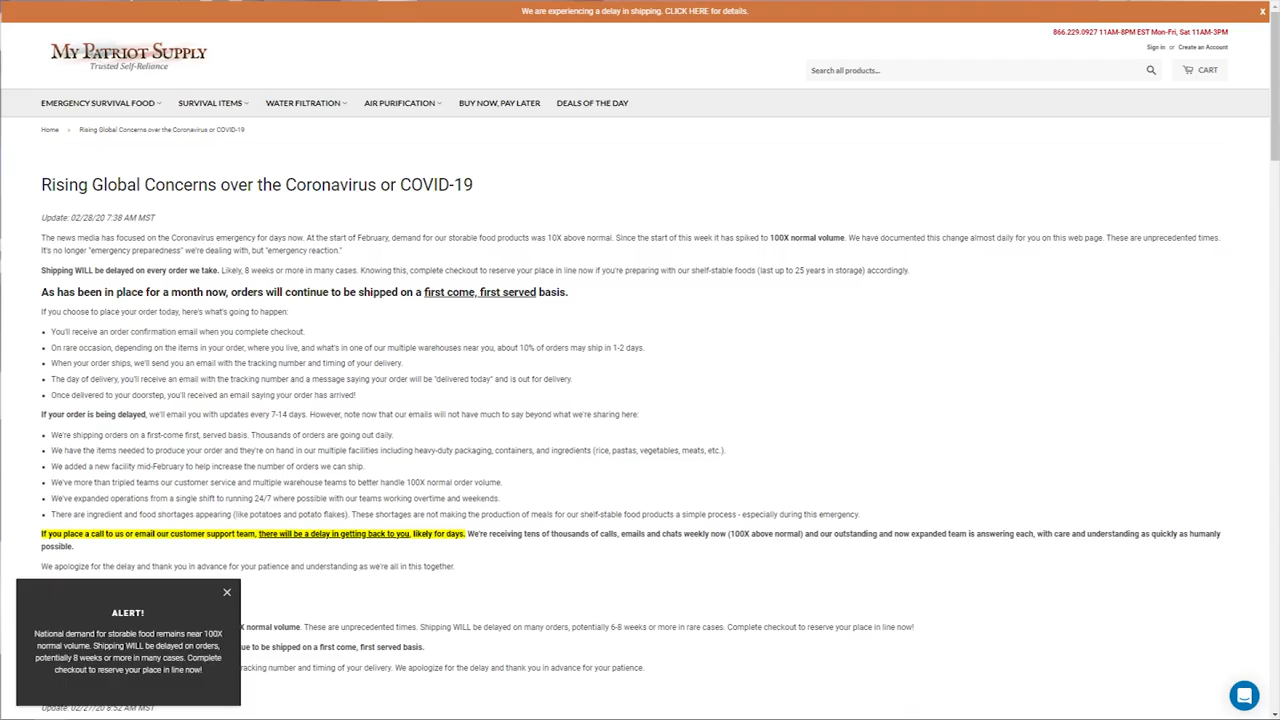 We are experiencing a delay in shipping. CLICK HERE for details.
X
866.229.0927 11AM-8PM EST Mon-Fri, Sat 11AM-3PM
Sign in or Create an Account
MY PATRIOT SUPPLY
Trusted Self-Reliance
Search all products...
CART
EMERGENCY SURVIVAL FOOD SURVIVAL ITEMS WATER FILTRATION AIR PURIFICATION BUY NOW, PAY LATER DEALS OF THE DAY
Home › Rising Global Concerns over the Coronavirus or COVID-19
Rising Global Concerns over the Coronavirus or COVID-19
Update: 02/28/20 7:38 AM MST
The news media has focused on the Coronavirus emergency for days now. At the start of February, demand for our storable food products was 10X above normal. Since the start of this week it has spiked to 100X normal volume. We have documented this change almost daily for you on this web page. These are unprecedented times.
It's no longer "emergency preparedness" we're dealing with, but "emergency reaction."
Shipping WILL be delayed on every order we take. Likely, 8 weeks or more in many cases. Knowing this, complete checkout to reserve your place in line now if you're preparing with our shelf-stable foods (last up to 25 years in storage) accordingly.
As has been in place for a month now, orders will continue to be shipped on a first come, first served basis.
If you choose to place your order today, here's what's going to happen:
• You'll receive an order confirmation email when you complete checkout.
• On rare occasion, depending on the items in your order, where you live, and what's in one of our multiple warehouses near you, about 10% of orders may ship in 1-2 days.
• When your order ships, we'll send you an email with the tracking number and timing of your delivery.
• The day of delivery, you'll receive an email with the tracking number and a message saying your order will be "delivered today" and is out for delivery.
• Once delivered to your doorstep, you'll received an email saying your order has arrived!
If your order is being delayed, we'll email you with updates every 7-14 days. However, note now that our emails will not have much to say beyond what we're sharing here:
• We're shipping orders on a first-come first, served basis. Thousands of orders are going out daily.
• We have the items needed to produce your order and they're on hand in our multiple facilities including heavy-duty packaging, containers, and ingredients (rice, pastas, vegetables, meats, etc.).
• We added a new facility mid-February to help increase the number of orders we can ship.
• We've more than tripled teams our customer service and multiple warehouse teams to better handle 100X normal order volume.
• We've expanded operations from a single shift to running 24/7 where possible with our teams working overtime and weekends.
• There are ingredient and food shortages appearing (like potatoes and potato flakes). These shortages are not making the production of meals for our shelf-stable food products a simple process - especially during this emergency.
If you place a call to us or email our customer support team, there will be a delay in getting back to you, likely for days. We're receiving tens of thousands of calls, emails and chats weekly now (100X above normal) and our outstanding and now expanded team is answering each, with care and understanding as quickly as humanly
possible.
We apologize for the delay and thank you in advance for your patience and understanding as we're all in this together.
X normal volume. These are unprecedented times. Shipping WILL be delayed on many orders, potentially 6-8 weeks or more in rare cases. Complete checkout to reserve your place in line now!
ue to be shipped on a first come, first served basis.
racking number and timing of your delivery. We apologize for the delay and thank you in advance for your patience.
Update: 02/27/20 8:52 AM MST
ALERT!
National demand for storable food remains near 100X
normal volume. Shipping WILL be delayed on orders,
potentially 8 weeks or more in many cases. Complete
checkout to reserve your place in line now!